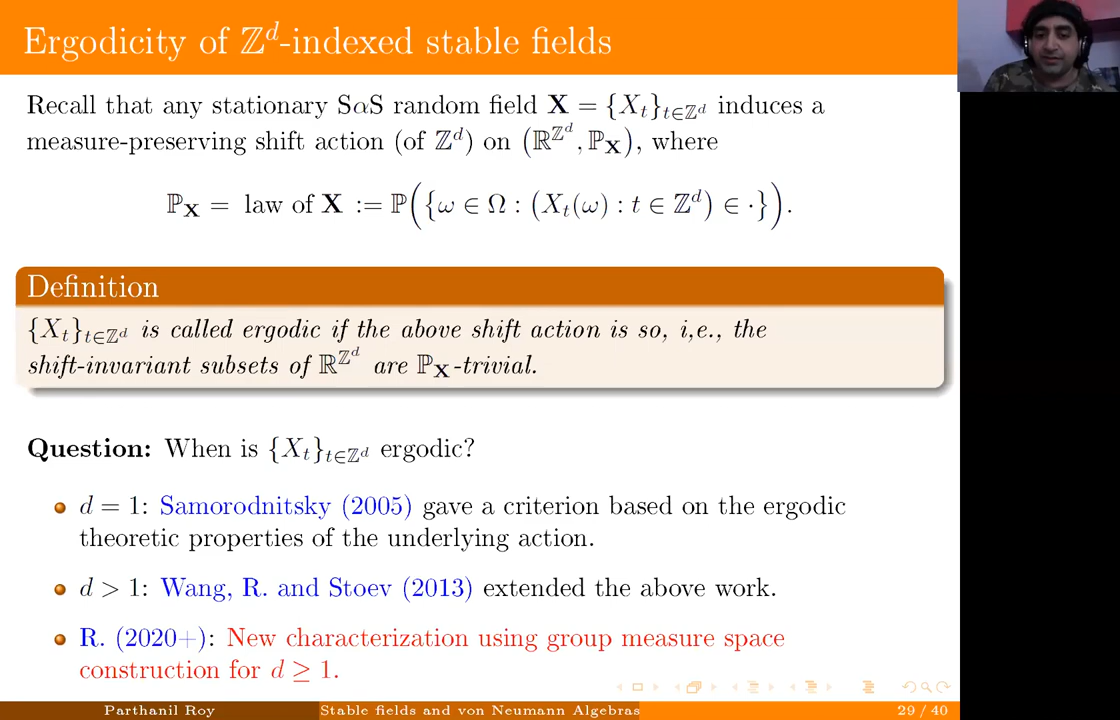 Ergodicity of ℤ^d-indexed stable fields
Recall that any stationary SαS random field 𝐗 = {X_t}_{t∈ℤ^d} induces a
measure-preserving shift action (of ℤ^d) on (ℝ^{ℤ^d}, ℙ_𝐗), where
ℙ_𝐗 = law of 𝐗 := ℙ({ω ∈ Ω : (X_t(ω) : t ∈ ℤ^d) ∈ ·}).
Definition
{X_t}_{t∈ℤ^d} is called ergodic if the above shift action is so, i,e., the
shift-invariant subsets of ℝ^{ℤ^d} are ℙ_𝐗-trivial.
Question: When is {X_t}_{t∈ℤ^d} ergodic?
d = 1: Samorodnitsky (2005) gave a criterion based on the ergodic
theoretic properties of the underlying action.
d > 1: Wang, R. and Stoev (2013) extended the above work.
R. (2020+): New characterization using group measure space
construction for d ≥ 1.
Parthanil Roy Stable fields and von Neumann Algebras 29 / 40